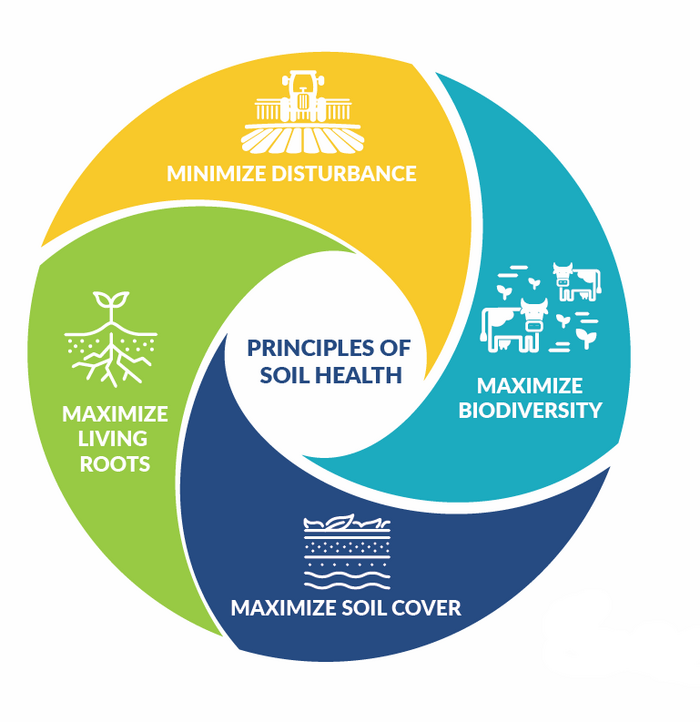 MINIMIZE DISTURBANCE
PRINCIPLES OF
SOIL HEALTH
MAXIMIZE
BIODIVERSITY
MAXIMIZE
LIVING
ROOTS
MAXIMIZE SOIL COVER